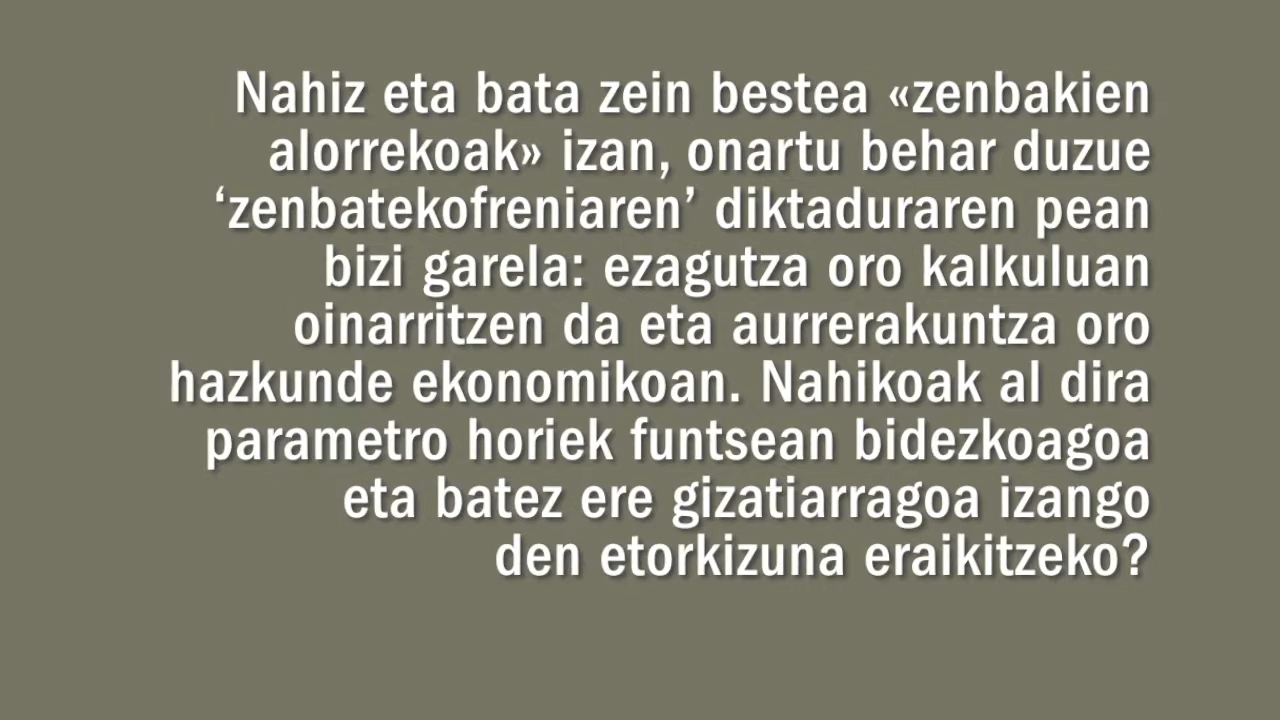 Nahiz eta bata zein bestea «zenbakien
alorrekoak» izan, onartu behar duzue
‘zenbatekofreniaren’ diktaduraren pean
bizi garela: ezagutza oro kalkuluan
oinarritzen da eta aurrerakuntza oro
hazkunde ekonomikoan. Nahikoak al dira
parametro horiek funtsean bidezkoagoa
eta batez ere gizatiarragoa izango
den etorkizuna eraikitzeko?